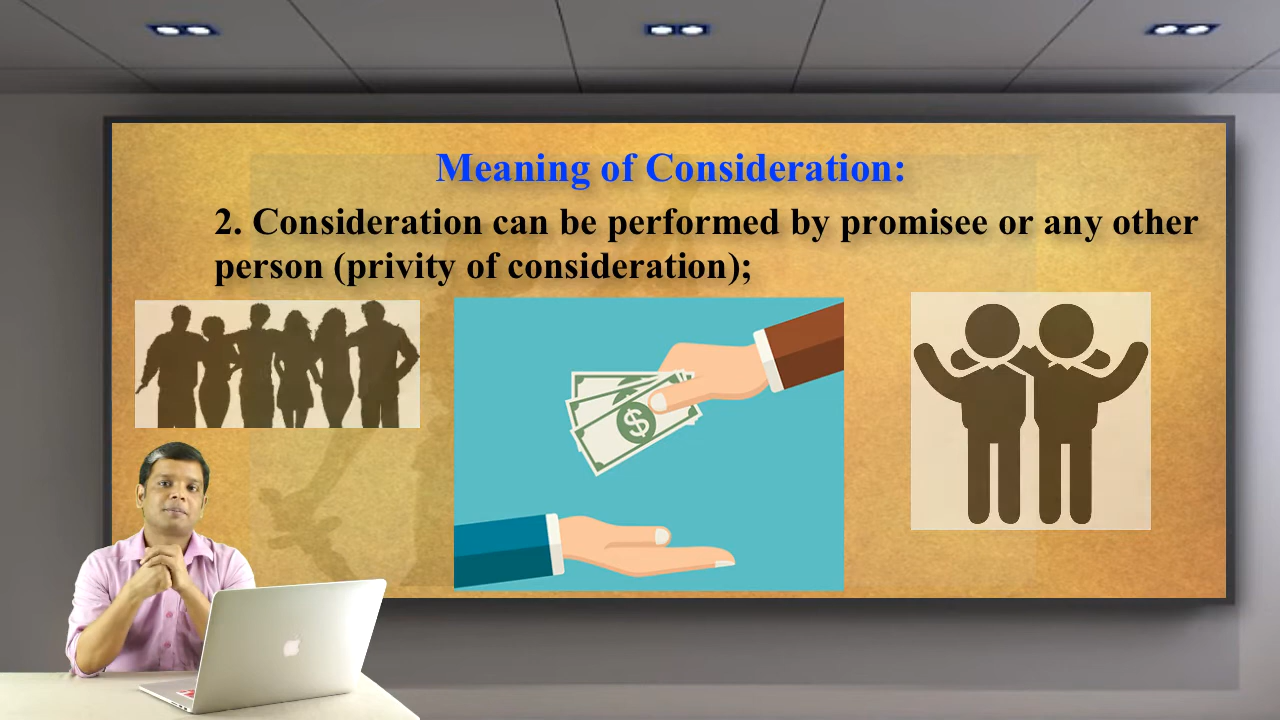 Meaning of Consideration:
2. Consideration can be performed by promisee or any other
person (privity of consideration);